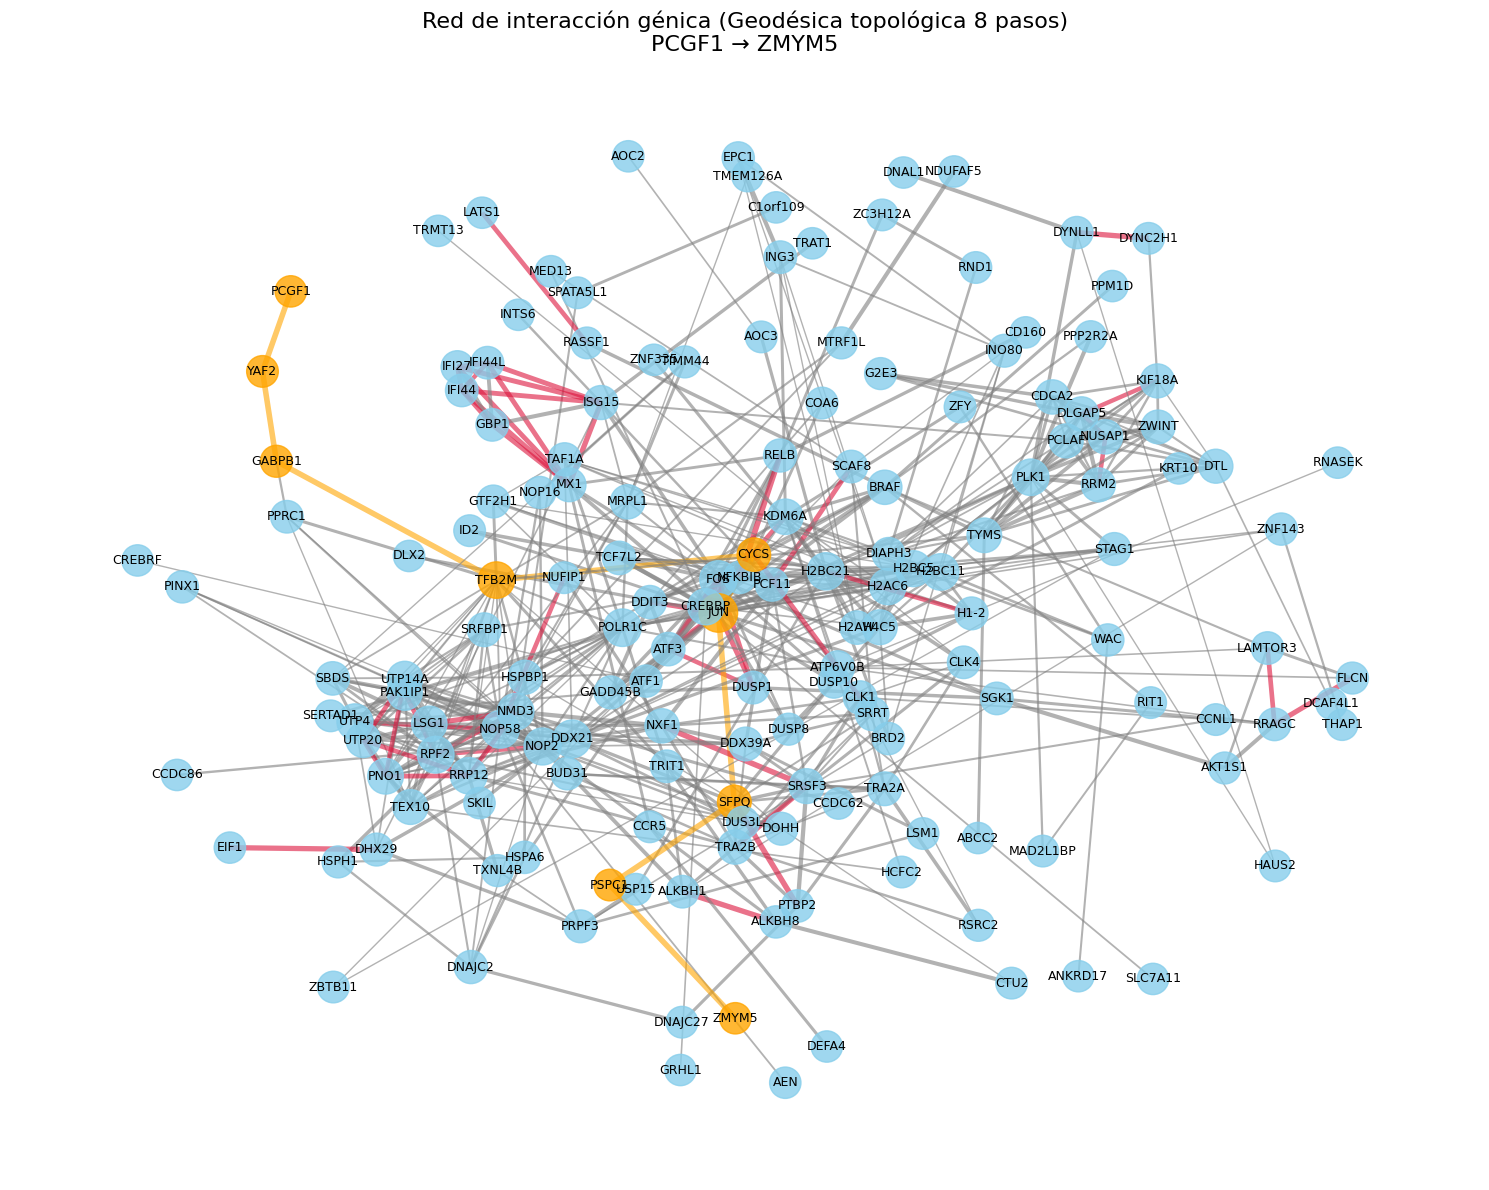 Red de interacción génica (Geodésica topológica 8 pasos)
PCGF1 → ZMYM5
AOC2
EPC1
TMEM126A
DNAL1
NDUFAF5
C1orf109
LATS1
ZC3H12A
TRMT13
DYNLL1
DYNC2H1
TRAT1
ING3
MED13
RND1
SPATA5L1
PCGF1
PPM1D
INTS6
CD160
AOC3
PPP2R2A
RASSF1
MTRF1L
INO80
ZNF335
TIMM44
IFI27
IFI44L
YAF2
G2E3
KIF18A
IFI44
CDCA2
ISG15
COA6
ZFY
DLGAP5
GBP1
ZWINT
NUSAP1
PCLAF
RELB
TAF1A
GABPB1
RNASEK
SCAF8
DTL
KRT10
PLK1
MX1
RRM2
BRAF
NOP16
GTF2H1
MRPL1
PPRC1
KDM6A
ID2
ZNF143
TYMS
STAG1
CYCS
DIAPH3
DLX2
TCF7L2
CREBRF
H2BC5
H2BC21
H2BC11
NUFIP1
NFKBIB
FOS
TFB2M
PCF11
PINX1
H2AC6
DDIT3
CREBBP
JUN
H1-2
POLR1C
SRFBP1
H4C5
WAC
ATF3
LAMTOR3
CLK4
ATP6V0B
HSPBP1
SBDS
UTP14A
FLCN
ATF1
DUSP10
DUSP1
PAK1IP1
GADD45B
CLK1
SGK1
RIT1
DCAF4L1
NMD3
SRRT
SERTAD1
UTP4
LSG1
CCNL1
RRAGC
THAP1
NXF1
NOP58
DUSP8
DDX21
BRD2
UTP20
DDX39A
NOP2
RPF2
TRIT1
AKT1S1
CCDC86
BUD31
PNO1
RRP12
SRSF3
TRA2A
SFPQ
CCDC62
SKIL
TEX10
DUS3L
CCR5
DOHH
LSM1
ABCC2
EIF1
DHX29
TRA2B
MAD2L1BP
HSPA6
HSPH1
HAUS2
TXNL4B
HCFC2
PSPC1
USP15
ALKBH1
PTBP2
ALKBH8
PRPF3
RSRC2
DNAJC2
ANKRD17
SLC7A11
CTU2
ZBTB11
ZMYM5
DNAJC27
DEFA4
GRHL1
AEN